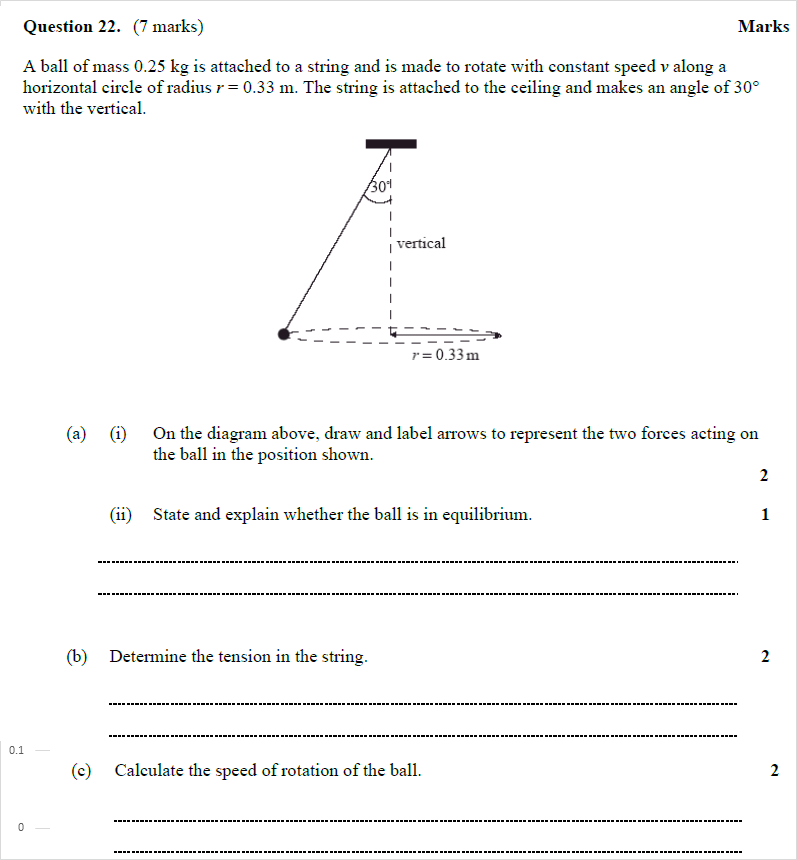 Question 22. (7 marks) Marks
A ball of mass 0.25 kg is attached to a string and is made to rotate with constant speed v along a
horizontal circle of radius r = 0.33 m. The string is attached to the ceiling and makes an angle of 30°
with the vertical.
30°
vertical
r = 0.33 m
(a) (i) On the diagram above, draw and label arrows to represent the two forces acting on
the ball in the position shown.
2
(ii) State and explain whether the ball is in equilibrium. 1
(b) Determine the tension in the string. 2
0.1
(c) Calculate the speed of rotation of the ball. 2
0